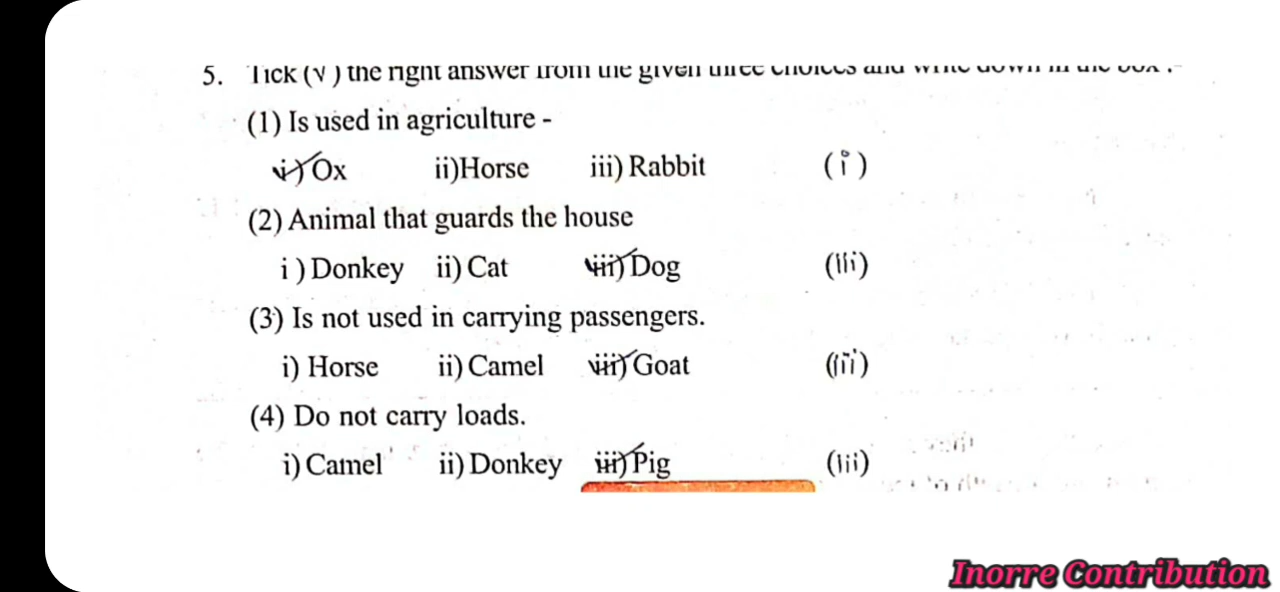 5. Tick (√ ) the right answer from the given three choices and write down in the box :-
(1) Is used in agriculture -
i) Ox ii)Horse iii) Rabbit (i)
(2) Animal that guards the house
i ) Donkey ii) Cat iii) Dog (iii)
(3) Is not used in carrying passengers.
i) Horse ii) Camel iii) Goat (iii)
(4) Do not carry loads.
i) Camel ii) Donkey iii) Pig (iii)
Inorre Contribution